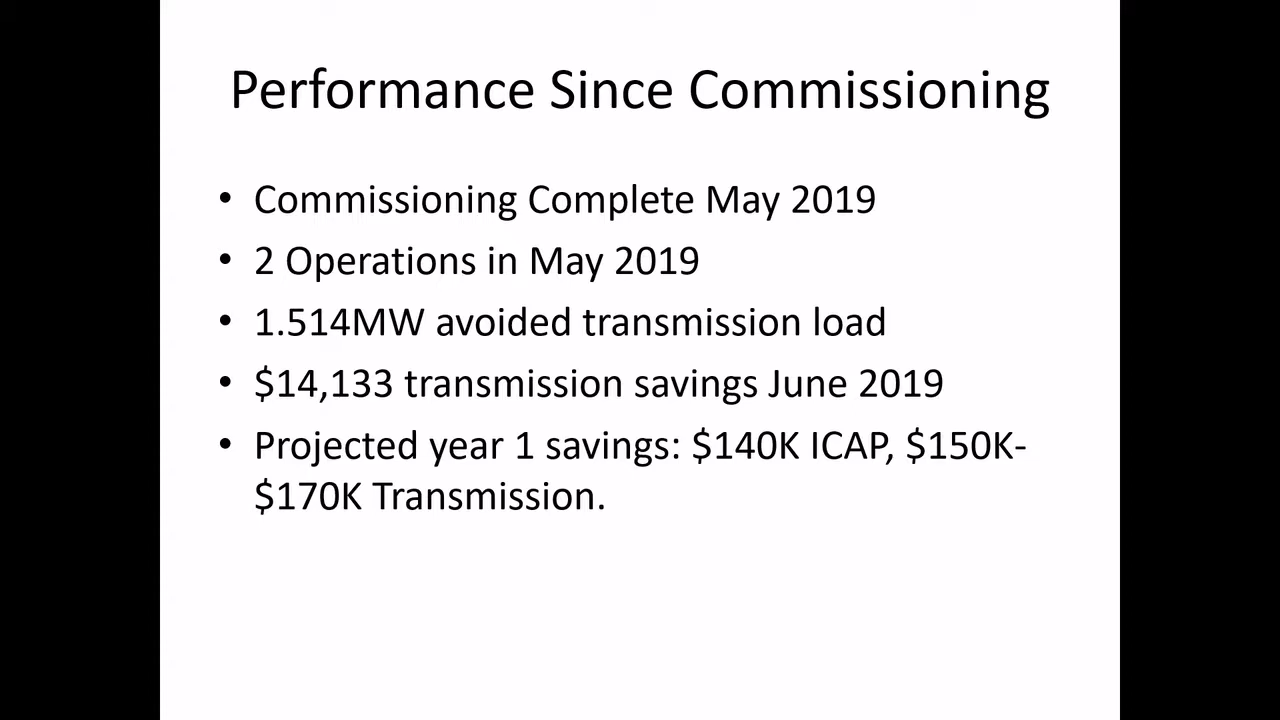 Performance Since Commissioning
• Commissioning Complete May 2019
• 2 Operations in May 2019
• 1.514MW avoided transmission load
• $14,133 transmission savings June 2019
• Projected year 1 savings: $140K ICAP, $150K-
$170K Transmission.